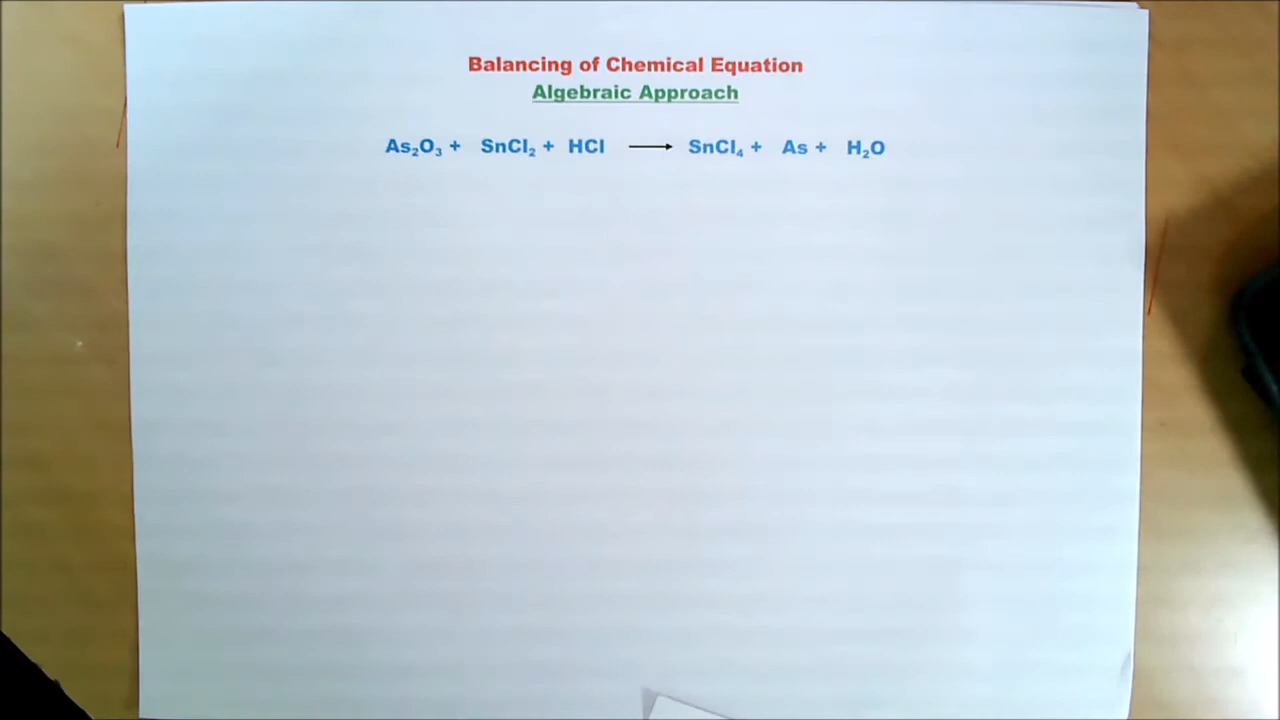 Balancing of Chemical Equation
Algebraic Approach
As₂O₃ + SnCl₂ + HCl ⟶ SnCl₄ + As + H₂O